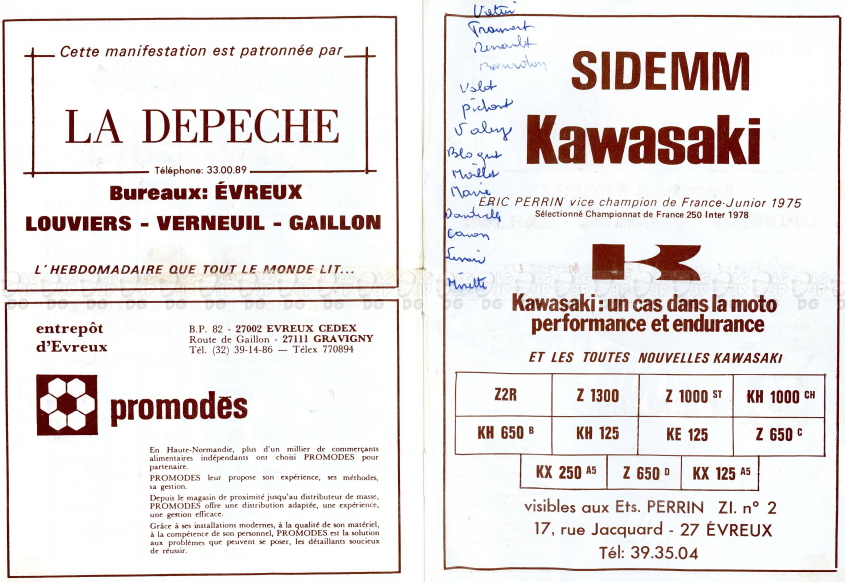 Cette manifestation est patronnée par
LA DEPECHE
Téléphone: 33.00.89
Bureaux: ÉVREUX
LOUVIERS - VERNEUIL - GAILLON
L'HEBDOMADAIRE QUE TOUT LE MONDE LIT...
entrepôt
d'Evreux
B.P. 82 - 27002 EVREUX CEDEX
Route de Gaillon - 27111 GRAVIGNY
Tél. (32) 39-14-86 — Télex 770894
promodès
En Haute-Normandie, plus d'un millier de commerçants
alimentaires indépendants ont choisi PROMODES pour
partenaire.
PROMODES leur propose son expérience, ses méthodes,
sa gestion.
Depuis le magasin de proximité jusqu'au distributeur de masse,
PROMODES offre une distribution adaptée, une expérience,
une gestion efficace.
Grâce à ses installations modernes, à la qualité de son matériel,
à la compétence de son personnel, PROMODES est la solution
aux problèmes que peuvent se poser, les détaillants soucieux
de réussir.
Renault
Valot
pichont
Canon
SIDEMM
Kawasaki
ERIC PERRIN vice champion de France-Junior 1975
Sélectionné Championnat de France 250 Inter 1978
Kawasaki : un cas dans la moto
performance et endurance
ET LES TOUTES NOUVELLES KAWASAKI
Z2R Z 1300 Z 1000 ST KH 1000 CH
KH 650 B KH 125 KE 125 Z 650 C
KX 250 A5 Z 650 D KX 125 A5
visibles aux Ets. PERRIN ZI. n° 2
17, rue Jacquard - 27 ÉVREUX
Tél: 39.35.04